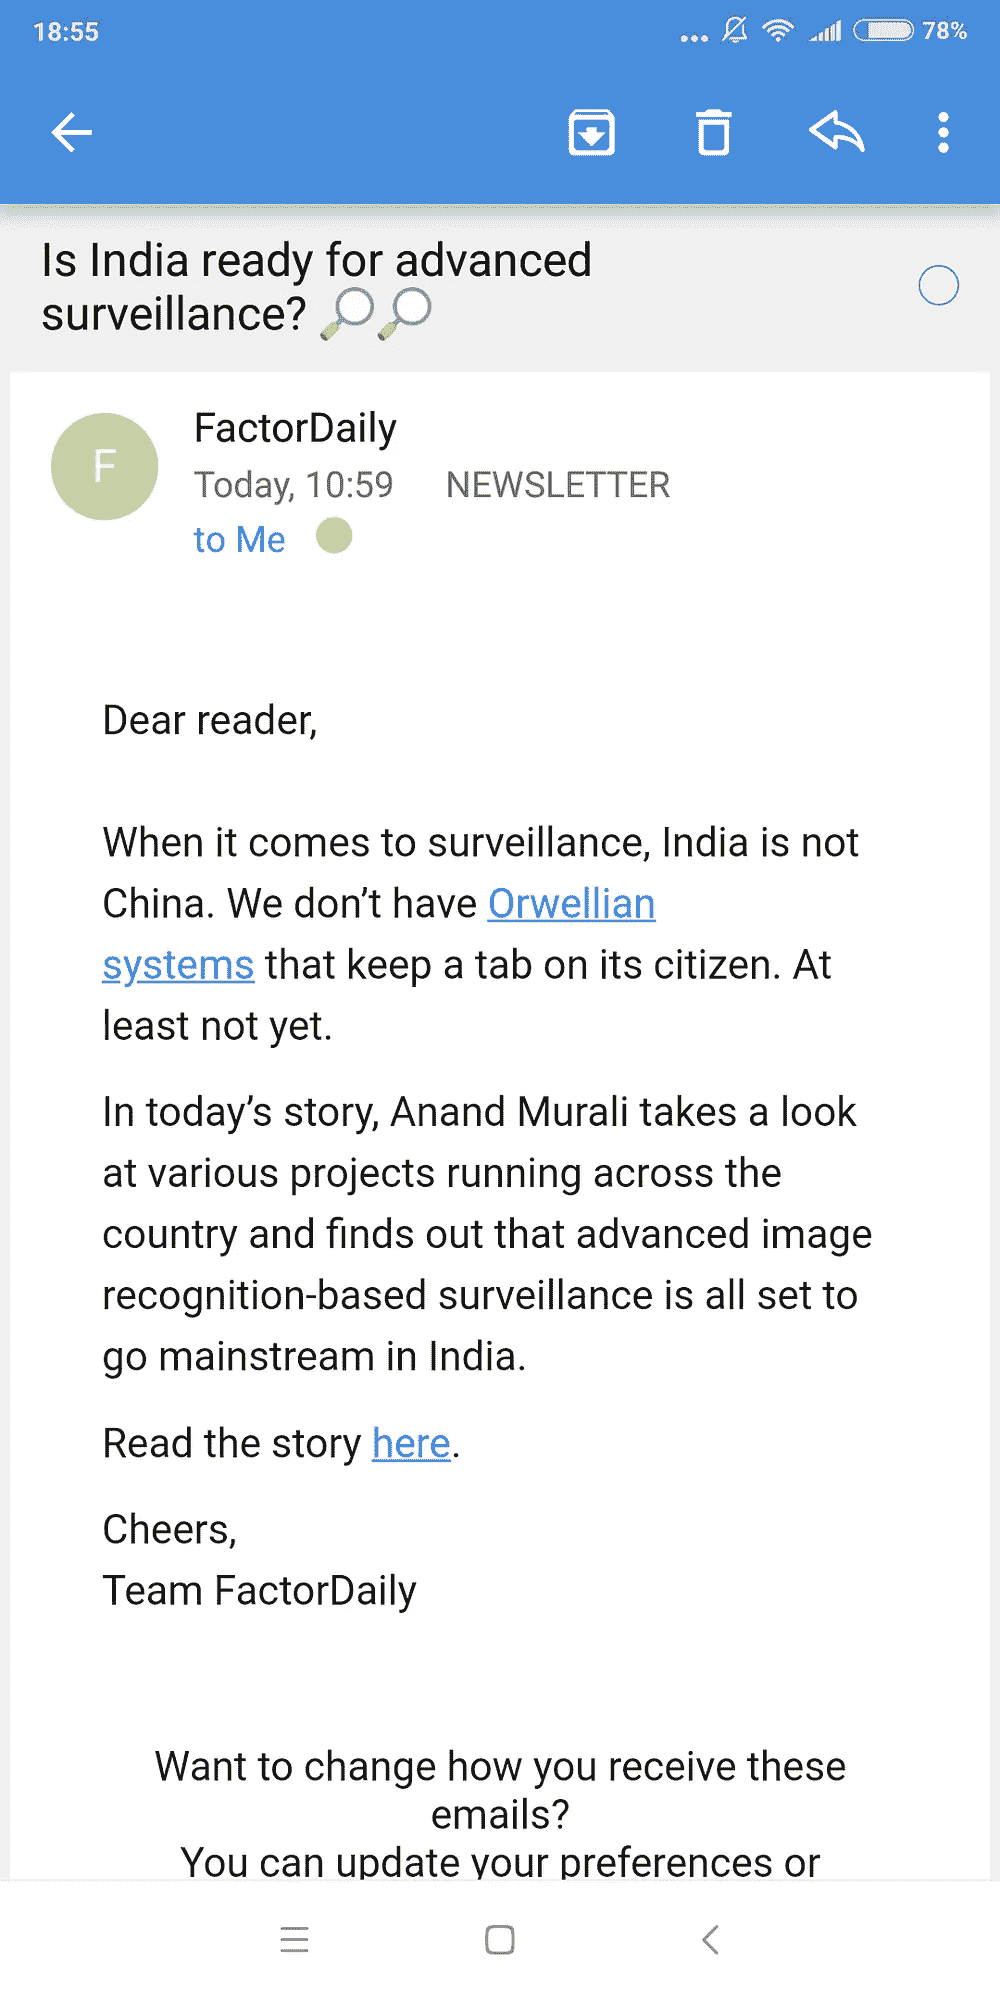 18:55
78%
Is India ready for advanced
surveillance? 🔎🔎
F
FactorDaily
Today, 10:59 NEWSLETTER
to Me
Dear reader,
When it comes to surveillance, India is not
China. We don’t have Orwellian
systems that keep a tab on its citizen. At
least not yet.
In today’s story, Anand Murali takes a look
at various projects running across the
country and finds out that advanced image
recognition-based surveillance is all set to
go mainstream in India.
Read the story here.
Cheers,
Team FactorDaily
Want to change how you receive these
emails?
You can update your preferences or